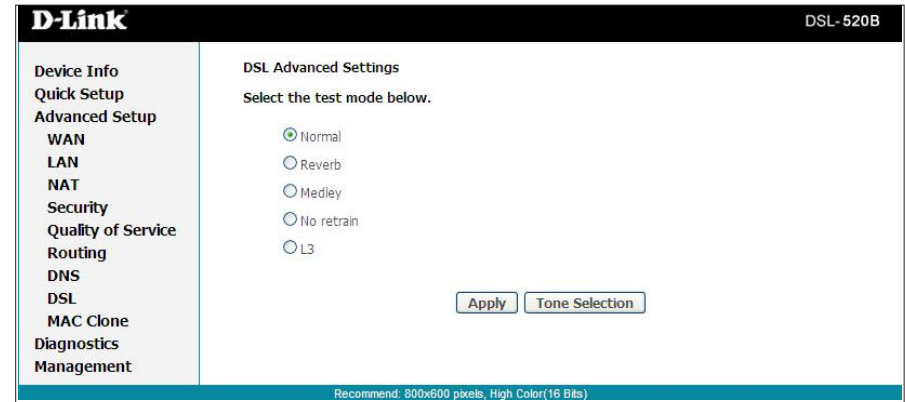 D-Link
DSL-520B
Device Info
Quick Setup
Advanced Setup
WAN
LAN
NAT
Security
Quality of Service
Routing
DNS
DSL
MAC Clone
Diagnostics
Management
DSL Advanced Settings
Select the test mode below.
Normal
Reverb
Medley
No retrain
L3
Apply
Tone Selection
Recommend: 800x600 pixels, High Color(16 Bits)